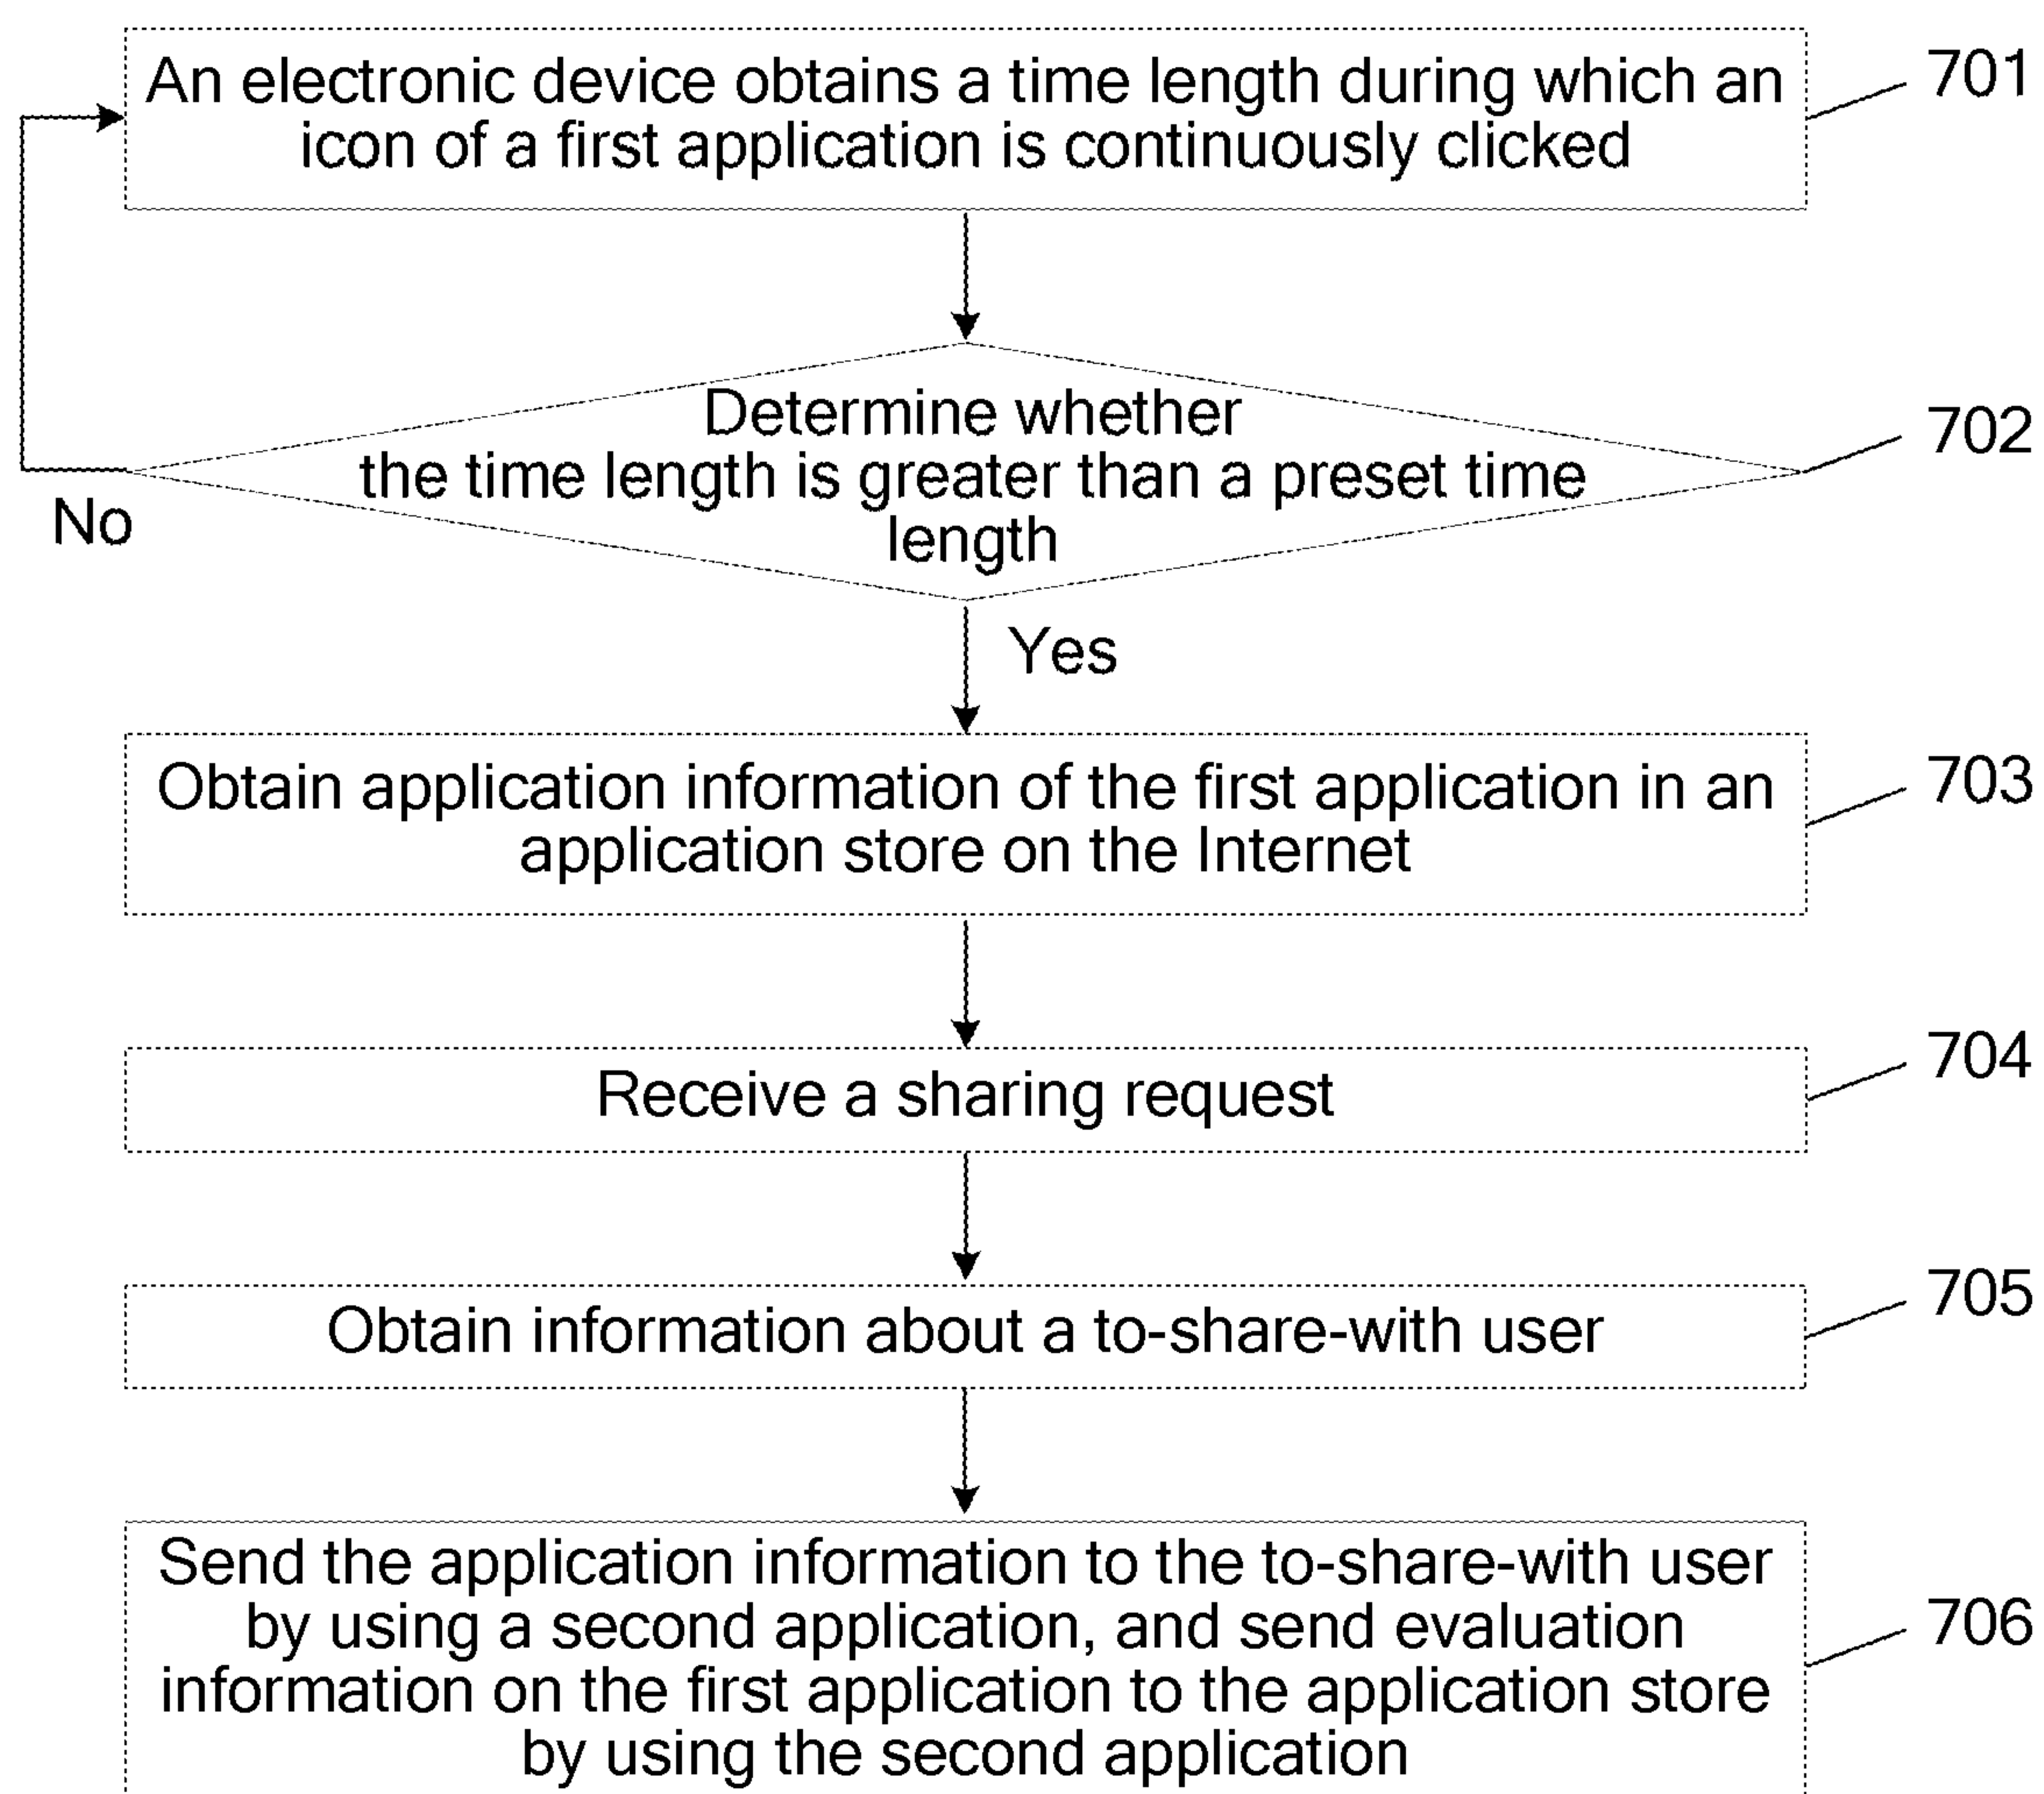 An electronic device obtains a time length during which an
icon of a first application is continuously clicked
701
Determine whether
the time length is greater than a preset time
length
702
No
Yes
Obtain application information of the first application in an
application store on the Internet
703
Receive a sharing request
704
Obtain information about a to-share-with user
705
Send the application information to the to-share-with user
by using a second application, and send evaluation
information on the first application to the application store
by using the second application
706